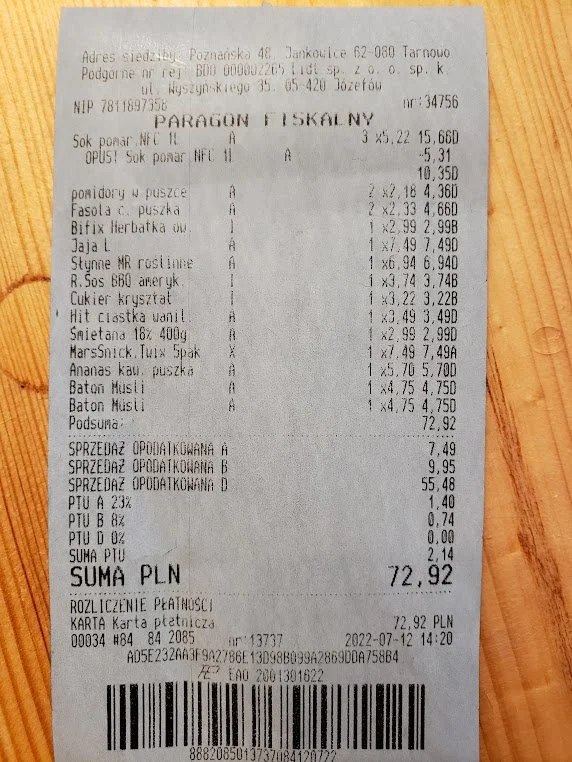 Adres siedziby: Poznańska 48, Jankowice 62-080 Tarnowo
Podgórne nr rej. BDO 000002265 Lidl sp. z o. o. sp. k.
ul. Wyszyńskiego 35, 05-420 Józefów
NIP 7811897358 nr:34756
PARAGON FISKALNY
Sok pomar.NFC 1l A 3 x5,22 15,66D
OPUST Sok pomar.NFC 1l A -5,31
10,35D
pomidory w puszce A 2 x2,18 4,36D
Fasola c. puszka A 2 x2,33 4,66D
Bifix Herbatka ow. I 1 x2,99 2,99B
Jaja L A 1 x7,49 7,49D
Słynne MR roślinne A 1 x6,94 6,94D
R.Sos BBQ ameryk. I 1 x3,74 3,74B
Cukier kryształ I 1 x3,22 3,22B
Hit ciastka wanil. A 1 x3,49 3,49D
Śmietana 18% 400g A 1 x2,99 2,99D
MarsSnick.Twix 5pak X 1 x7,49 7,49A
Ananas kaw. puszka A 1 x5,70 5,70D
Baton Musli A 1 x4,75 4,75D
Baton Musli A 1 x4,75 4,75D
Podsuma: 72,92
SPRZEDAŻ OPODATKOWANA A 7,49
SPRZEDAŻ OPODATKOWANA B 9,95
SPRZEDAŻ OPODATKOWANA D 55,48
PTU A 23% 1,40
PTU B 8% 0,74
PTU D 0% 0,00
SUMA PTU 2,14
SUMA PLN 72,92
ROZLICZENIE PŁATNOŚCI
KARTA Karta płatnicza 72,92 PLN
00034 #84 84 2085 nr:13737 2022-07-12 14:20
AD5E232AA3F9A2786E13D98B099A2869DDA758B4
EAO 2001301622
8882085013737084120722